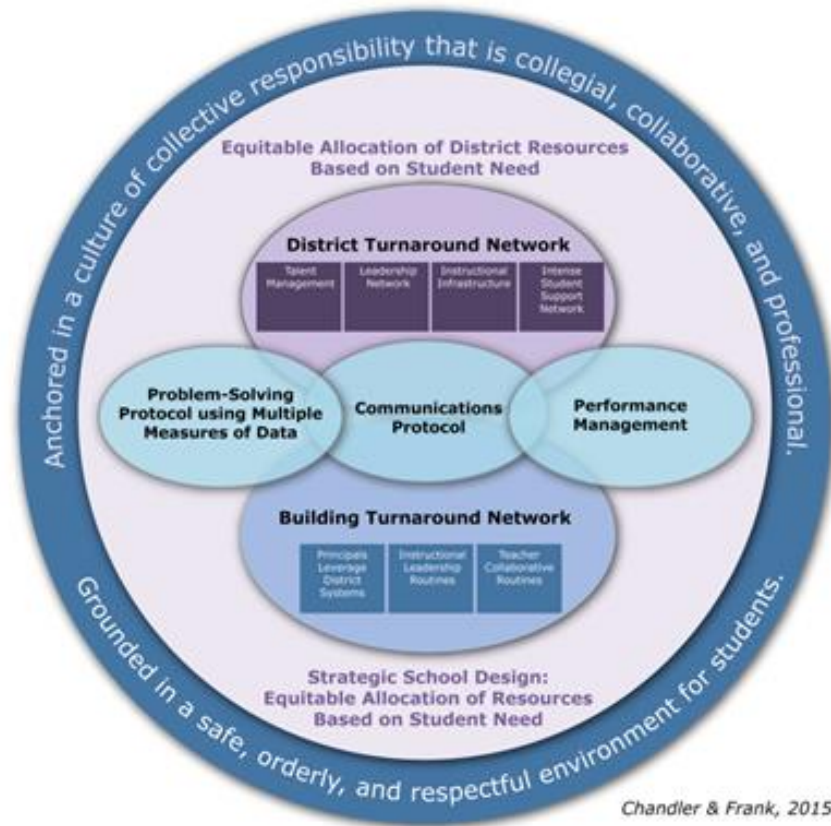 Anchored in a culture of collective responsibility that is collegial, collaborative, and professional.
Equitable Allocation of District Resources
Based on Student Need
District Turnaround Network
Talent
Management
Leadership
Network
Instructional
Infrastructure
Intense
Student
Support
Network
Problem-Solving
Protocol using Multiple
Measures of Data
Communications
Protocol
Performance
Management
Building Turnaround Network
Principals
Leverage
District
Systems
Instructional
Leadership
Routines
Teacher
Collaborative
Routines
Strategic School Design:
Equitable Allocation of Resources
Based on Student Need
Grounded in a safe, orderly, and respectful environment for students.
Chandler & Frank, 2015